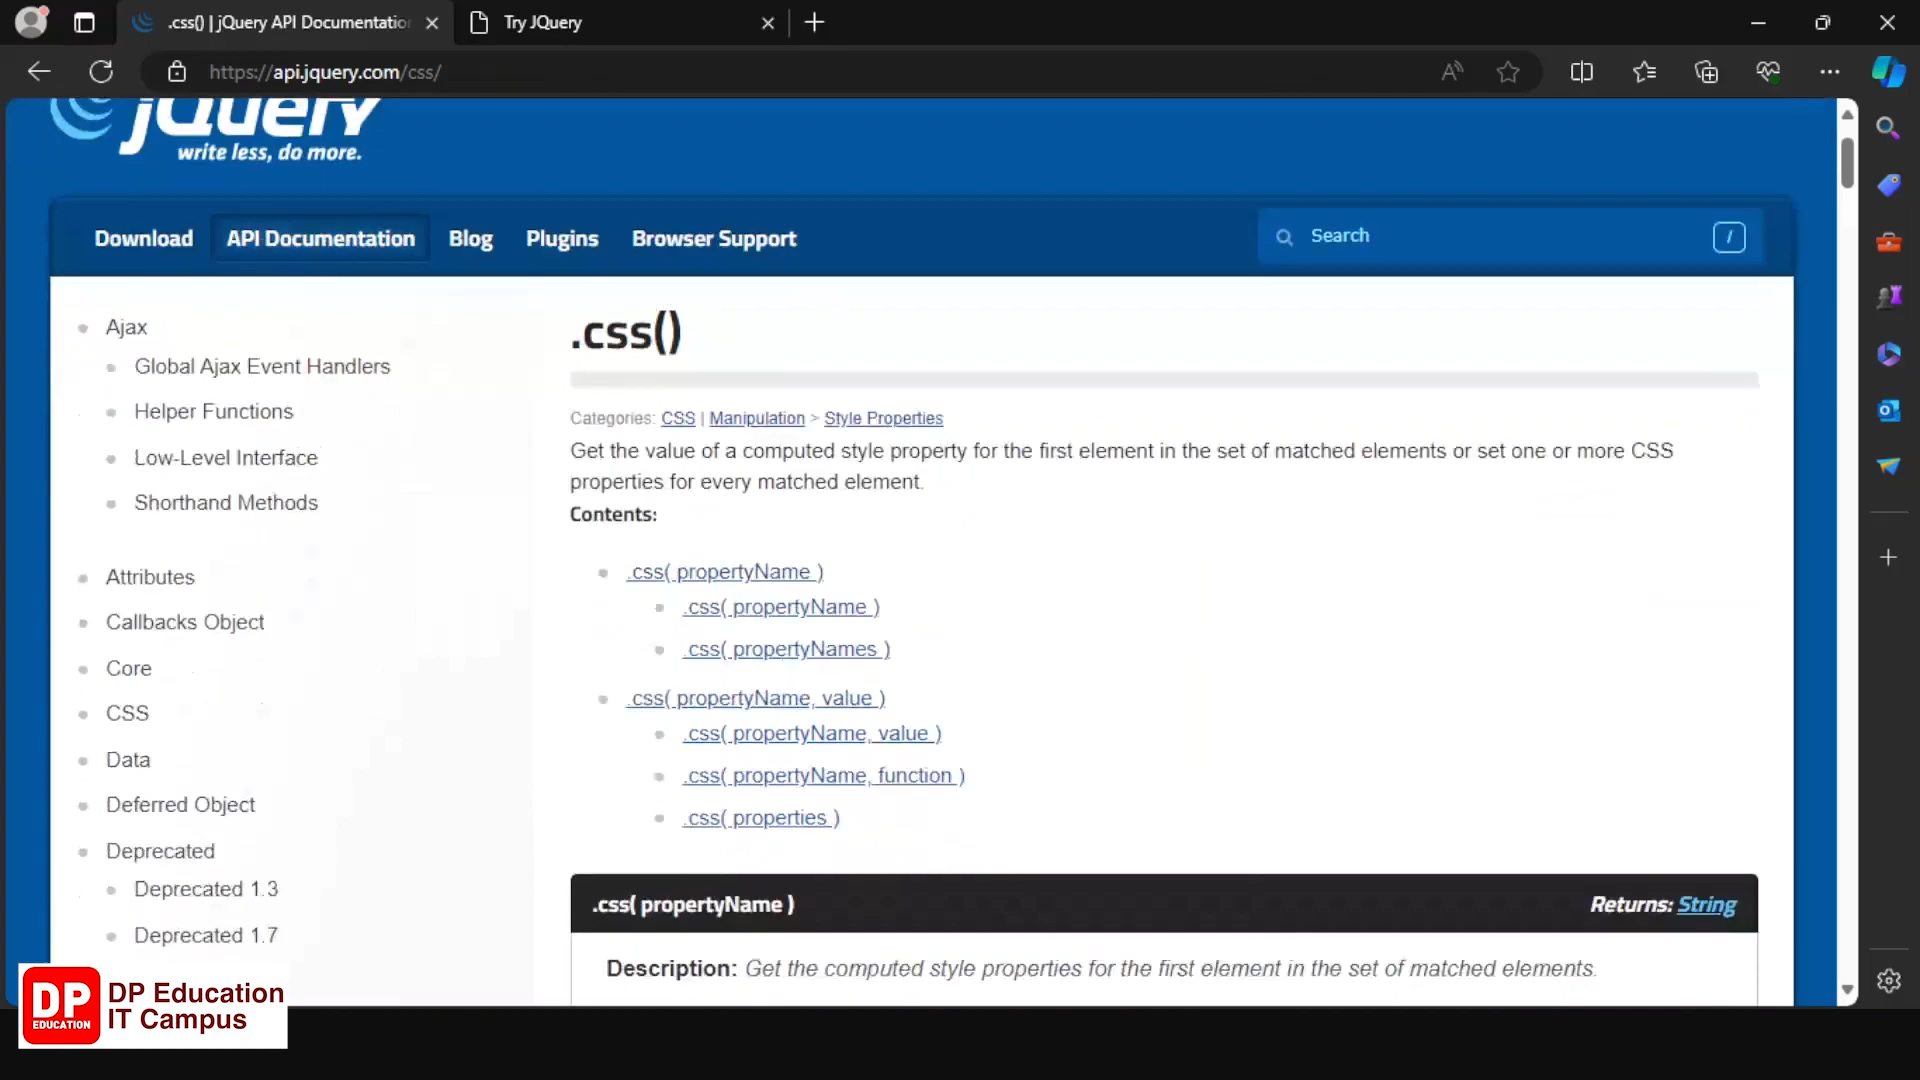 .css() | jQuery API Documentation
Try JQuery
https://api.jquery.com/css/
jQuery
write less, do more.
Download
API Documentation
Blog
Plugins
Browser Support
Search
/
Ajax
Global Ajax Event Handlers
Helper Functions
Low-Level Interface
Shorthand Methods
Attributes
Callbacks Object
Core
CSS
Data
Deferred Object
Deprecated
Deprecated 1.3
Deprecated 1.7
.css()
Categories: CSS | Manipulation > Style Properties
Get the value of a computed style property for the first element in the set of matched elements or set one or more CSS
properties for every matched element.
Contents:
.css( propertyName )
.css( propertyName )
.css( propertyNames )
.css( propertyName, value )
.css( propertyName, value )
.css( propertyName, function )
.css( properties )
.css( propertyName )
Returns: String
Description: Get the computed style properties for the first element in the set of matched elements.
DP
EDUCATION
DP Education
IT Campus